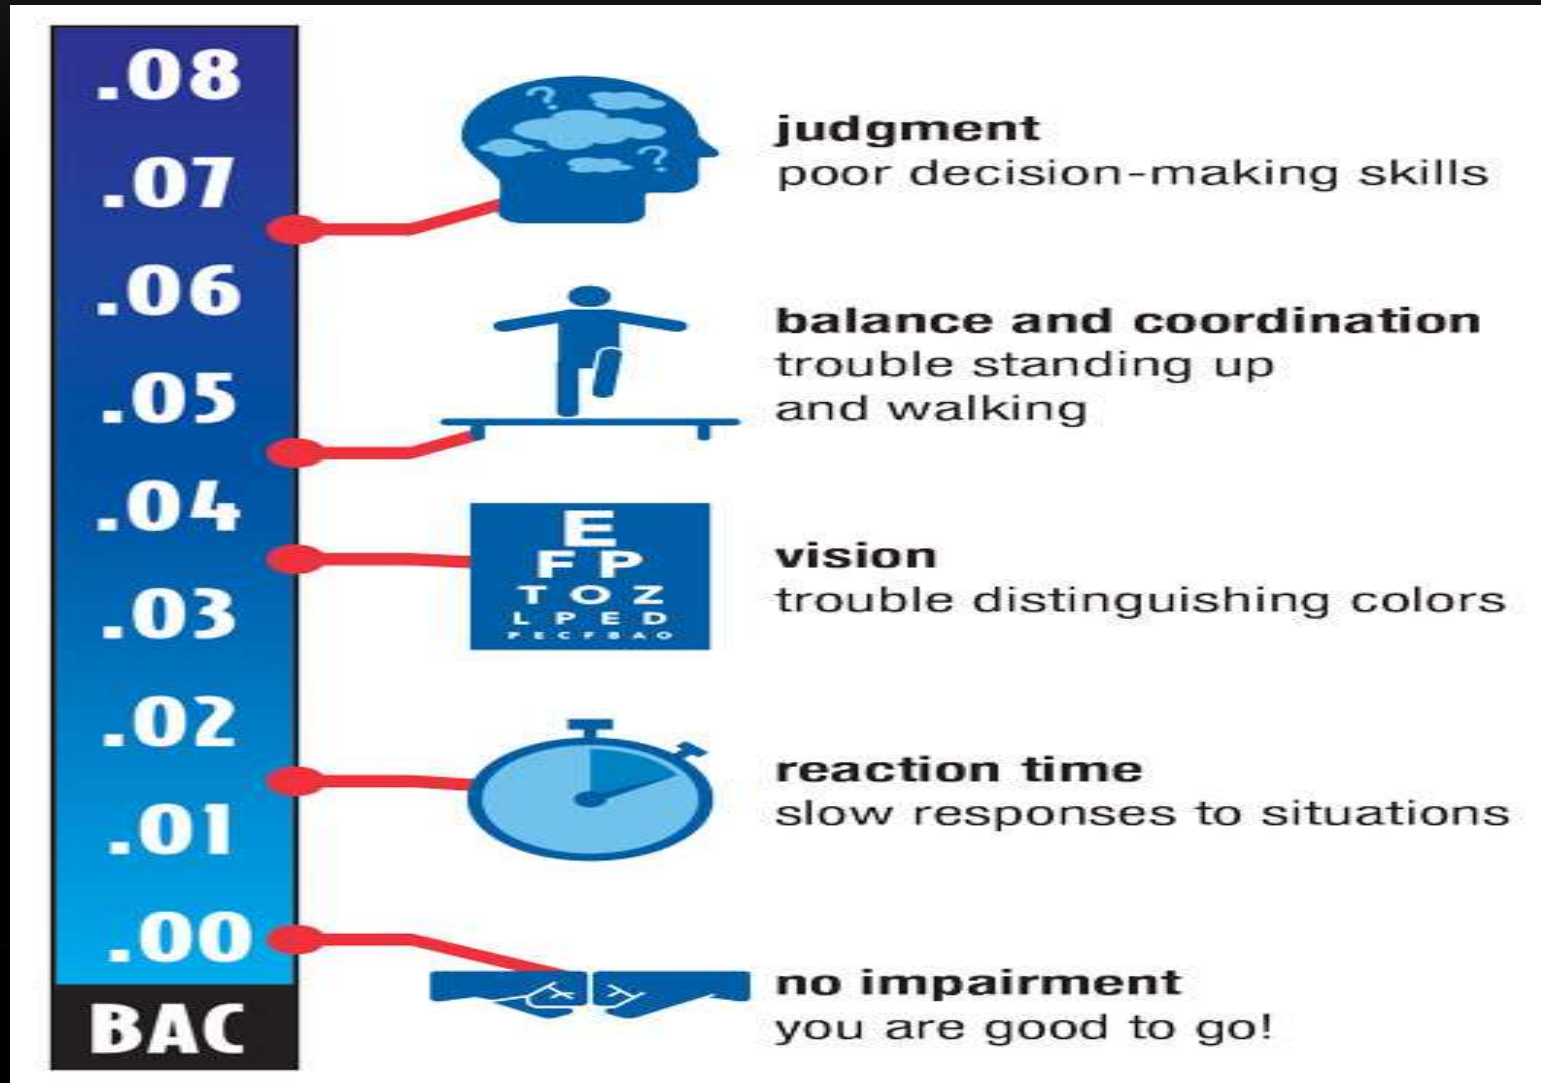 .08
judgment
poor decision-making skills
.07
.06
balance and coordination
trouble standing up
and walking
.05
.04
E
F P
T O Z
L P E D
P E C F B A O
vision
trouble distinguishing colors
.03
.02
reaction time
slow responses to situations
.01
.00
no impairment
you are good to go!
BAC